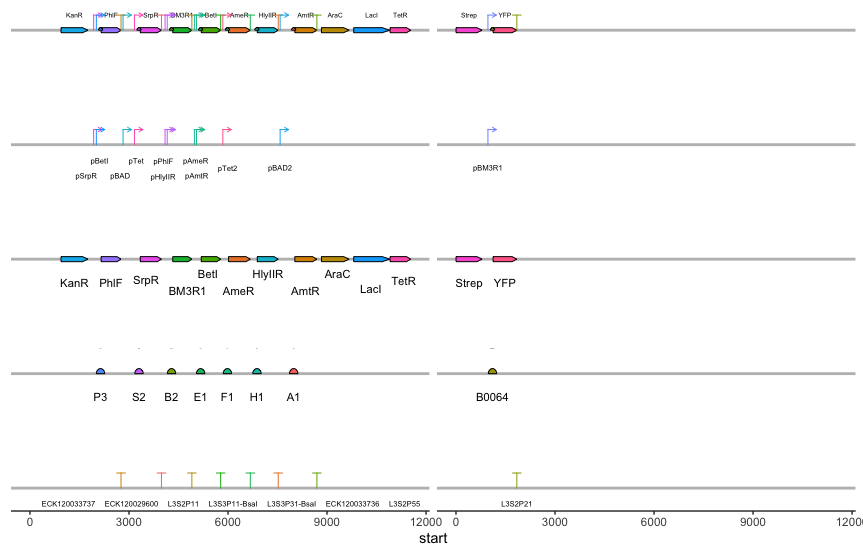 KanR PhlF SrpR BM3R1 BetI AmeR HlyIIR AmtR AraC LacI TetR Strep YFP
pBetI pTet pPhlF pAmeR pTet2 pBAD2 pBM3R1
pSrpR pBAD pHlyIIR pAmtR
KanR PhlF SrpR BM3R1 BetI AmeR HlyIIR AmtR AraC LacI TetR Strep YFP
P3 S2 B2 E1 F1 H1 A1 B0064
ECK120033737 ECK120029600 L3S2P11 L3S3P11-BsaI L3S3P31-BsaI ECK120033736 L3S2P55 L3S2P21
0 3000 6000 9000 12000 0 3000 6000 9000 1200
start